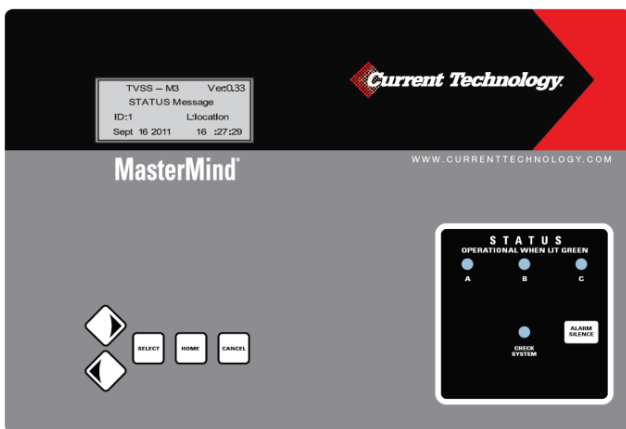 TVSS – M3 Ver:0.33
STATUS Message
ID:1 L:location
Sept 16 2011 16 :27:29
Current Technology.
MasterMind®
WWW.CURRENTTECHNOLOGY.COM
STATUS
OPERATIONAL WHEN LIT GREEN
A B C
SELECT HOME CANCEL
CHECK
SYSTEM
ALARM
SILENCE